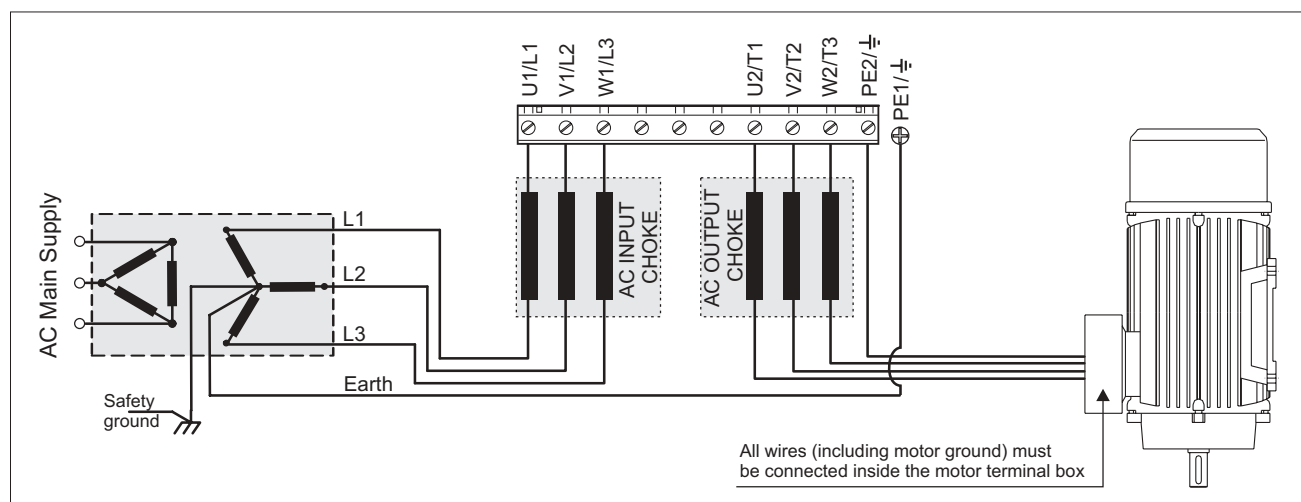 U1/L1
V1/L2
W1/L3
U2/T1
V2/T2
W2/T3
PE2/⏚
PE1/⏚
AC Main Supply
L1
L2
L3
Earth
Safety
ground
AC INPUT
CHOKE
AC OUTPUT
CHOKE
All wires (including motor ground) must
be connected inside the motor terminal box